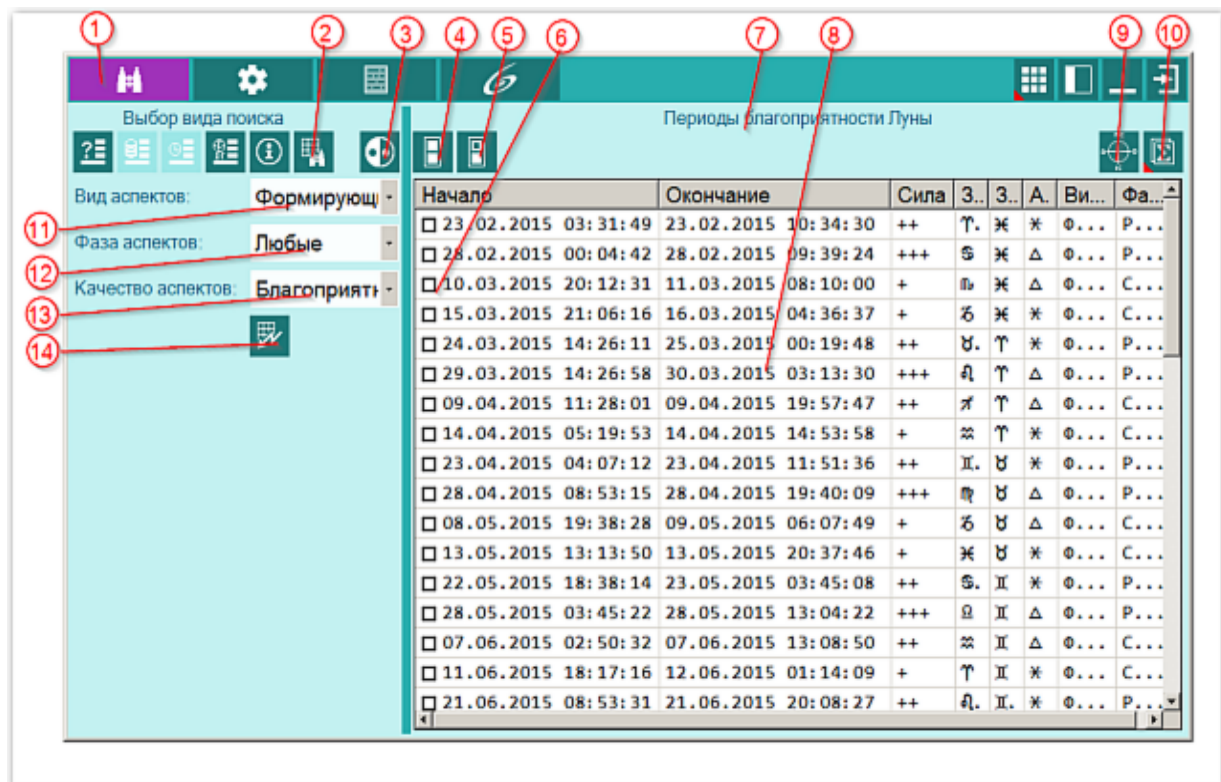 1 2 3 4 5 6 7 8 9 10
Выбор вида поиска
Периоды благоприятности Луны
Вид аспектов: Формирующи
Фаза аспектов: Любые
Качество аспектов: Благоприятн
11
12
13
14
Начало Окончание Сила З.. З.. А. Ви... Фа...
23.02.2015 03:31:49 23.02.2015 10:34:30 ++ ♈. ♓ ⚹ Ф... Р...
28.02.2015 00:04:42 28.02.2015 09:39:24 +++ ♋ ♓ △ Ф... Р...
10.03.2015 20:12:31 11.03.2015 08:10:00 + ♏ ♓ △ Ф... С...
15.03.2015 21:06:16 16.03.2015 04:36:37 + ♑ ♓ ⚹ Ф... С...
24.03.2015 14:26:11 25.03.2015 00:19:48 ++ ♉. ♈ ⚹ Ф... Р...
29.03.2015 14:26:58 30.03.2015 03:13:30 +++ ♌ ♈ △ Ф... Р...
09.04.2015 11:28:01 09.04.2015 19:57:47 ++ ♐ ♈ △ Ф... С...
14.04.2015 05:19:53 14.04.2015 14:53:58 + ♒ ♈ ⚹ Ф... С...
23.04.2015 04:07:12 23.04.2015 11:51:36 ++ ♊. ♉ ⚹ Ф... Р...
28.04.2015 08:53:15 28.04.2015 19:40:09 +++ ♍ ♉ △ Ф... Р...
08.05.2015 19:38:28 09.05.2015 06:07:49 + ♑ ♉ △ Ф... С...
13.05.2015 13:13:50 13.05.2015 20:37:46 + ♓ ♉ ⚹ Ф... С...
22.05.2015 18:38:14 23.05.2015 03:45:08 ++ ♋. ♊ ⚹ Ф... Р...
28.05.2015 03:45:22 28.05.2015 13:04:22 +++ ♎ ♊ △ Ф... Р...
07.06.2015 02:50:32 07.06.2015 13:08:50 ++ ♒ ♊ △ Ф... С...
11.06.2015 18:17:16 12.06.2015 01:14:09 + ♈ ♊ ⚹ Ф... С...
21.06.2015 08:53:31 21.06.2015 20:08:27 ++ ♌. ♊. ⚹ Ф... Р...